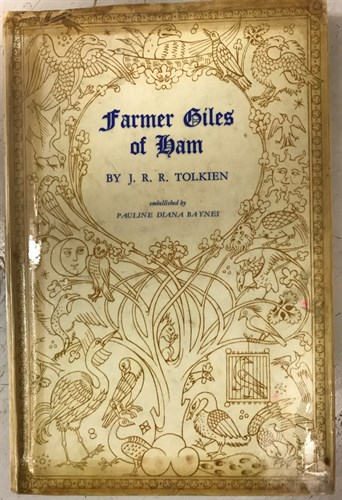 Farmer Giles
of Ham
BY J. R. R. TOLKIEN
embellished by
PAULINE DIANA BAYNES